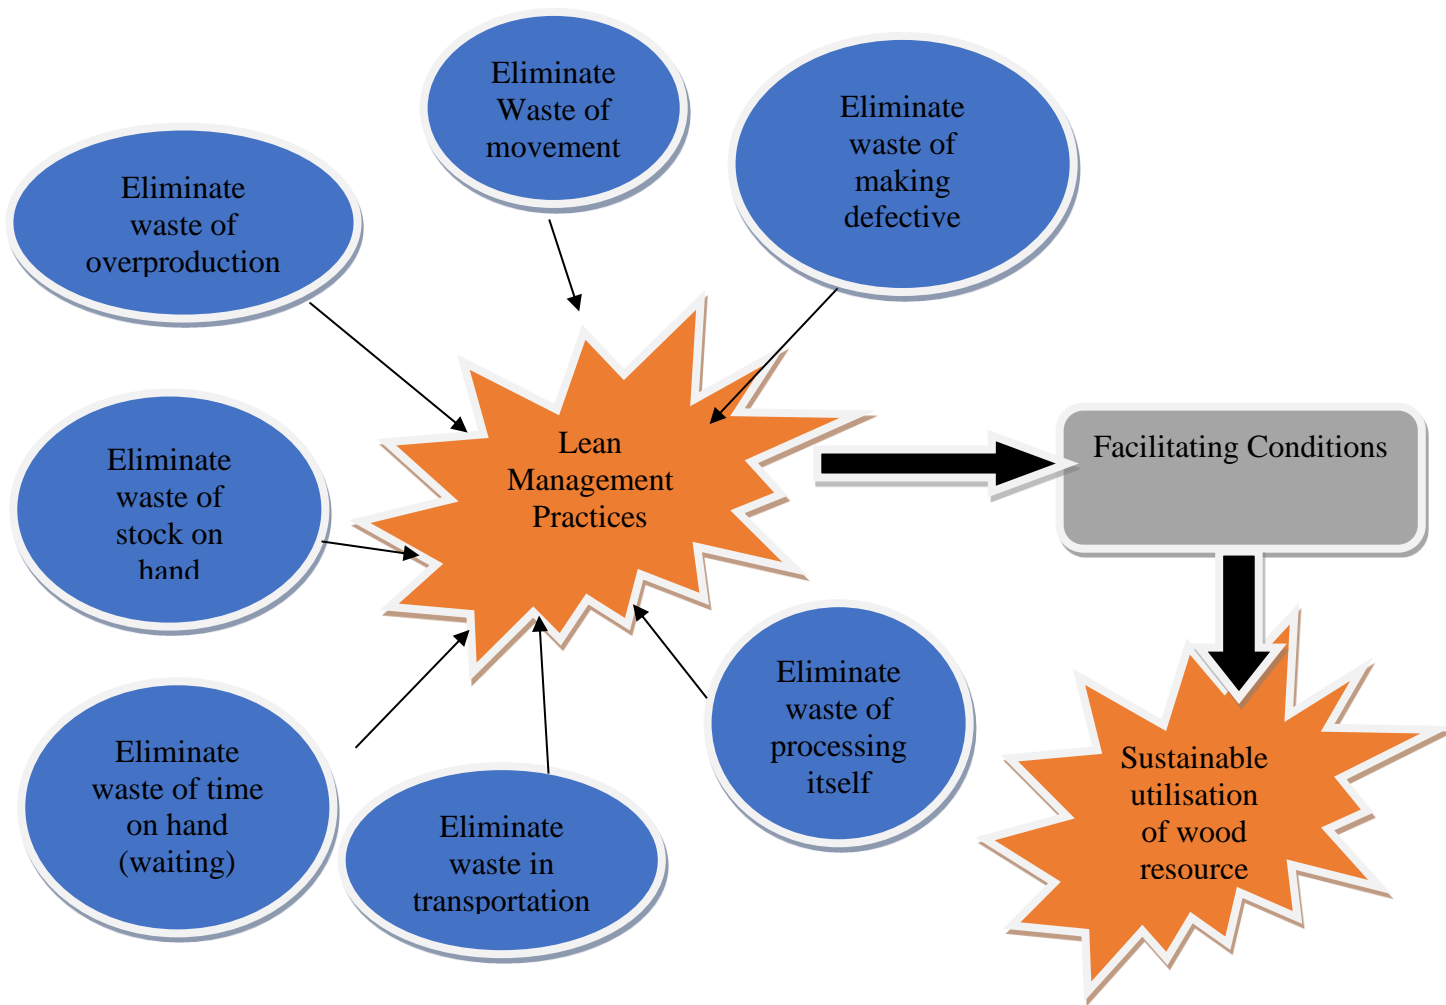 Eliminate
Waste of
movement
Eliminate
waste of
making
defective
Eliminate
waste of
overproduction
Eliminate
waste of
stock on
hand
Lean
Management
Practices
Facilitating Conditions
Eliminate
waste of time
on hand
(waiting)
Eliminate
waste in
transportation
Eliminate
waste of
processing
itself
Sustainable
utilisation
of wood
resource